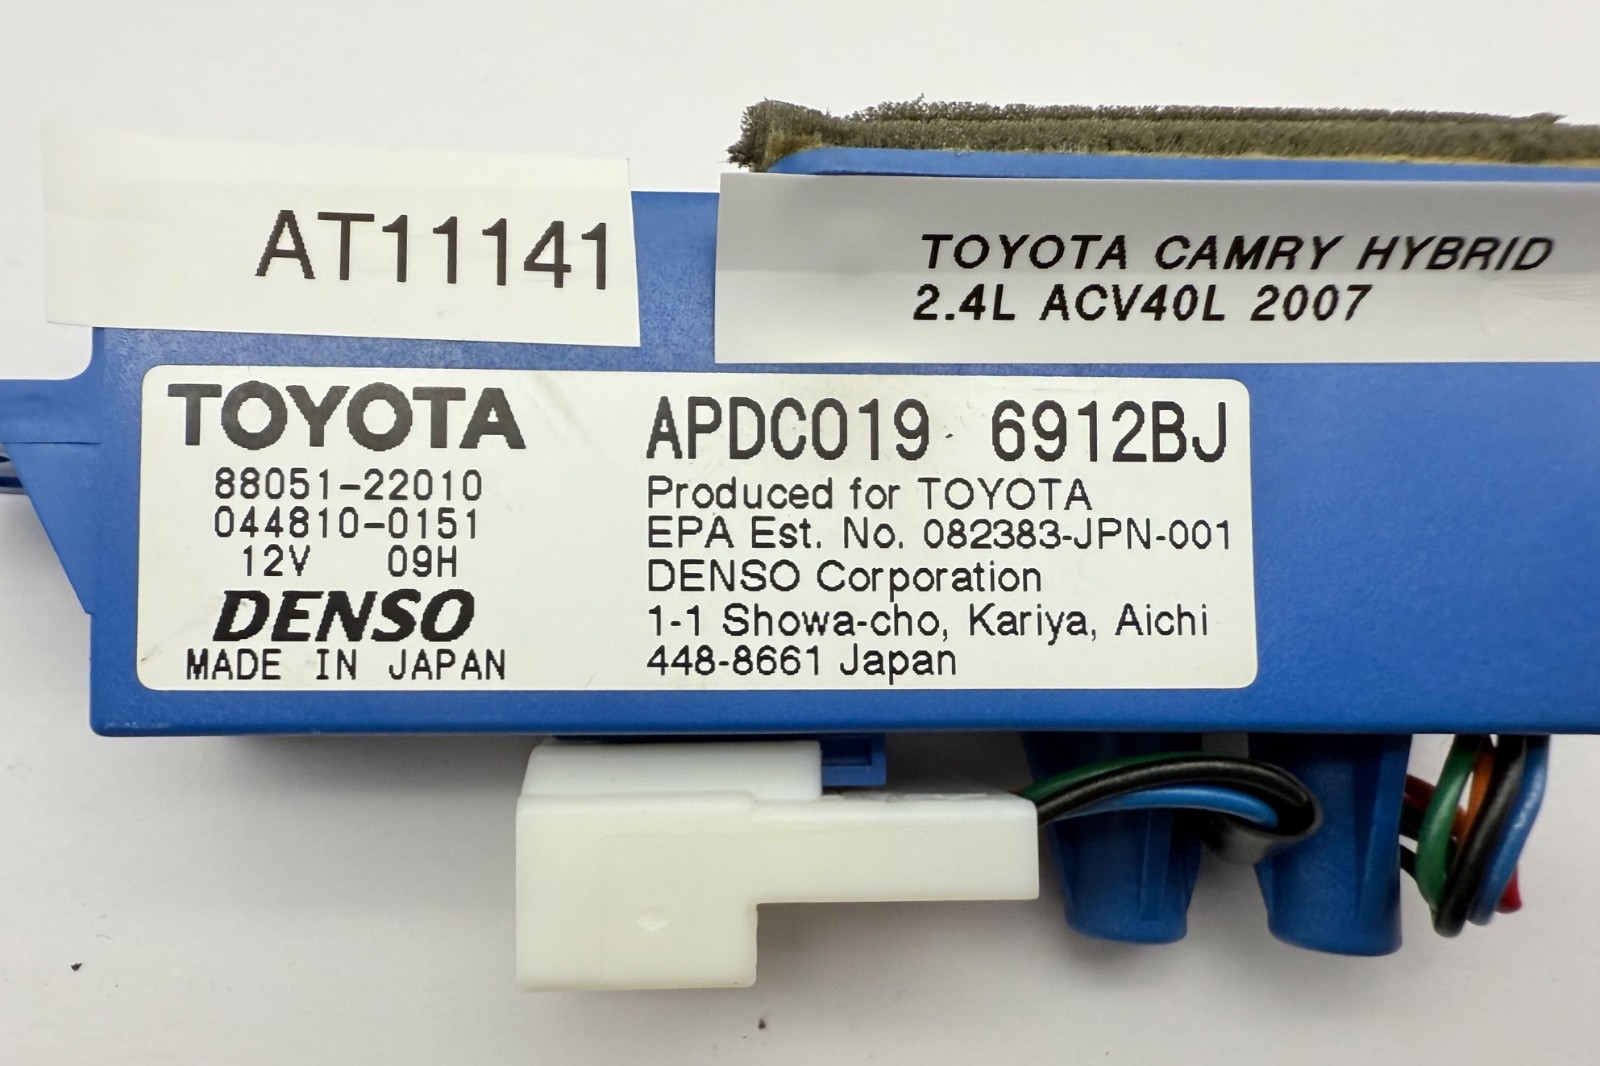 AT11141
TOYOTA CAMRY HYBRID
2.4L ACV40L 2007
TOYOTA
88051-22010
044810-0151
12V 09H
DENSO
MADE IN JAPAN
APDC019 6912BJ
Produced for TOYOTA
EPA Est. No. 082383-JPN-001
DENSO Corporation
1-1 Showa-cho, Kariya, Aichi
448-8661 Japan